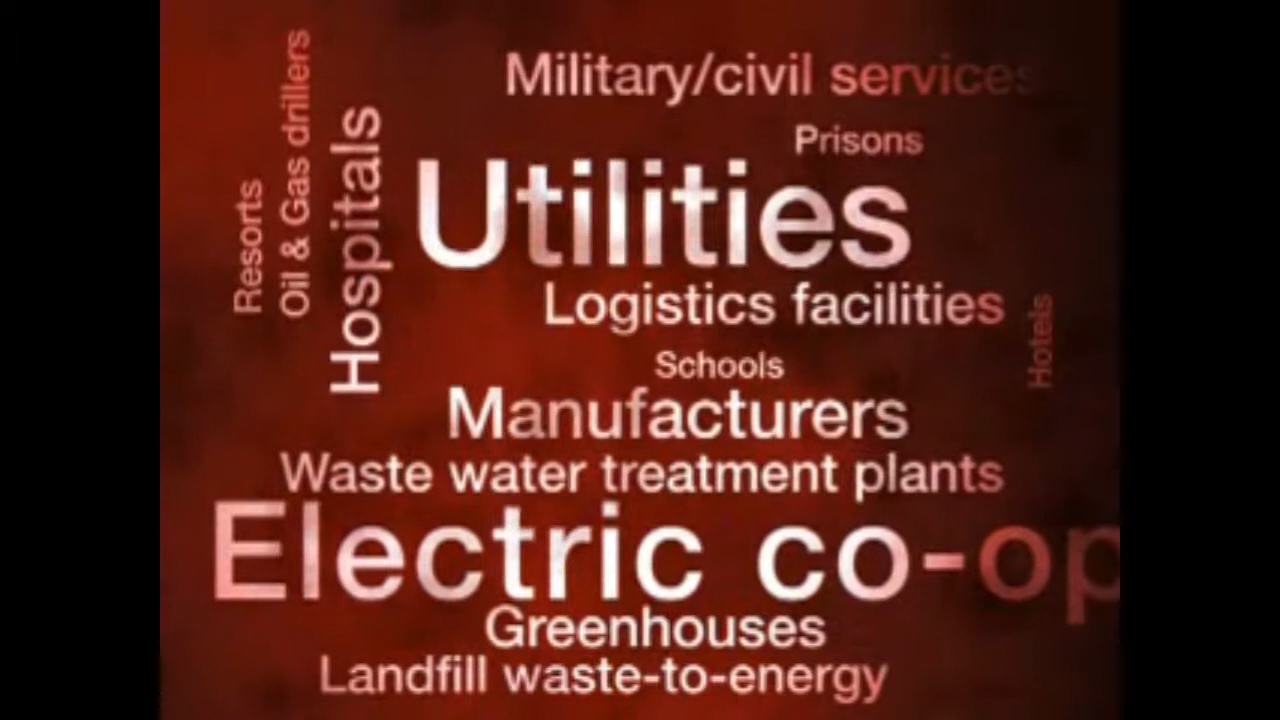 Military/civil services
Prisons
Resorts
Oil & Gas drillers
Hospitals
Utilities
Logistics facilities
Hotels
Schools
Manufacturers
Waste water treatment plants
Electric co-op
Greenhouses
Landfill waste-to-energy